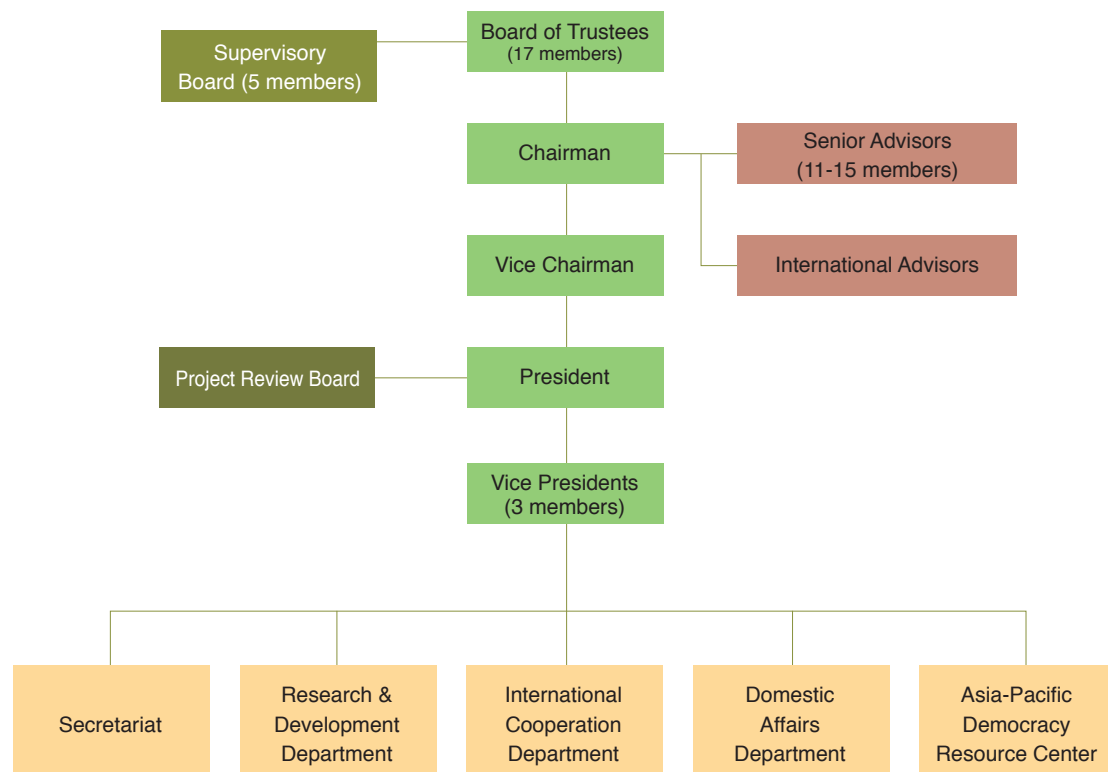 Board of Trustees
(17 members)
Supervisory
Board (5 members)
Chairman
Senior Advisors
(11-15 members)
Vice Chairman
International Advisors
Project Review Board
President
Vice Presidents
(3 members)
Secretariat
Research &
Development
Department
International
Cooperation
Department
Domestic
Affairs
Department
Asia-Pacific
Democracy
Resource Center